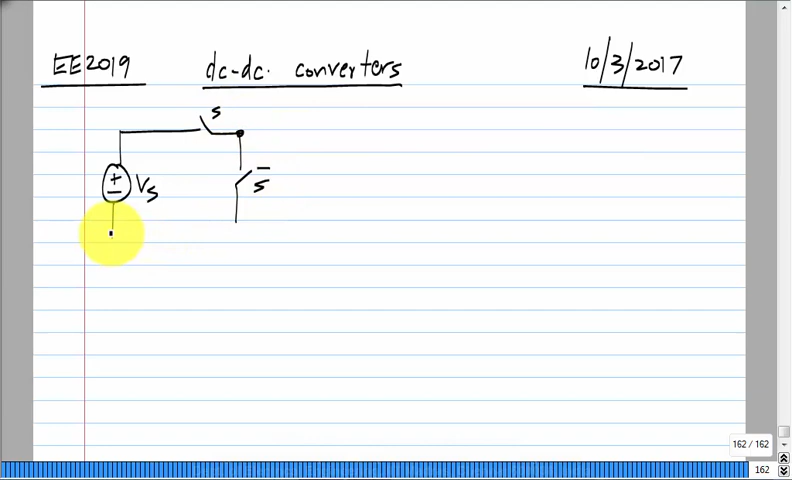 EE2019 dc-dc. converters 10/3/2017
s
+
− Vs
s̅
162 / 162
162